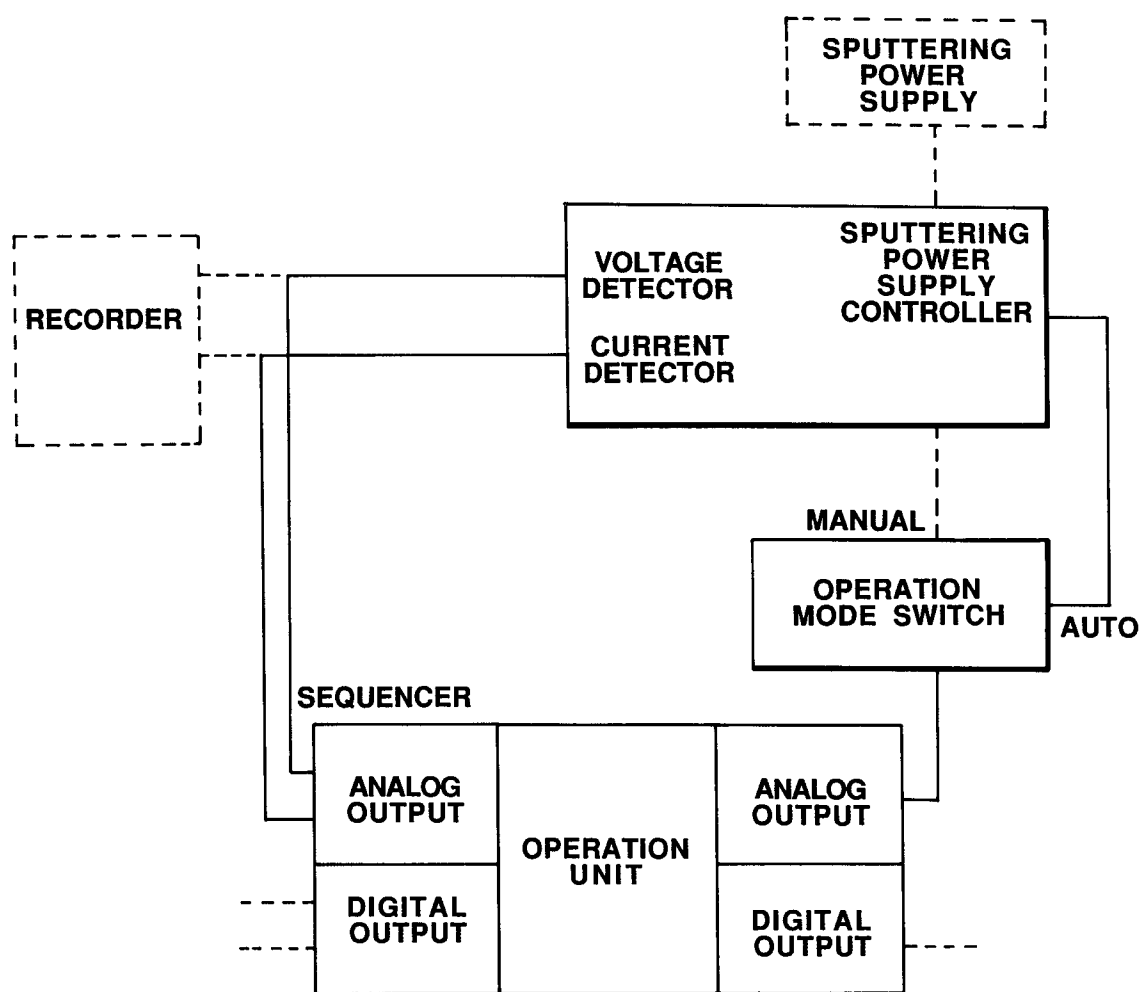 SPUTTERING
POWER
SUPPLY
SPUTTERING
POWER
SUPPLY
CONTROLLER
VOLTAGE
DETECTOR
CURRENT
DETECTOR
RECORDER
MANUAL
OPERATION
MODE SWITCH
AUTO
SEQUENCER
ANALOG
OUTPUT
OPERATION
UNIT
ANALOG
OUTPUT
DIGITAL
OUTPUT
DIGITAL
OUTPUT